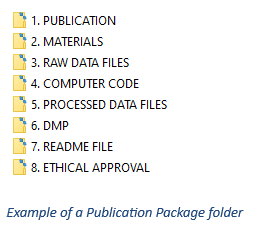 1. PUBLICATION
2. MATERIALS
3. RAW DATA FILES
4. COMPUTER CODE
5. PROCESSED DATA FILES
6. DMP
7. README FILE
8. ETHICAL APPROVAL
Example of a Publication Package folder